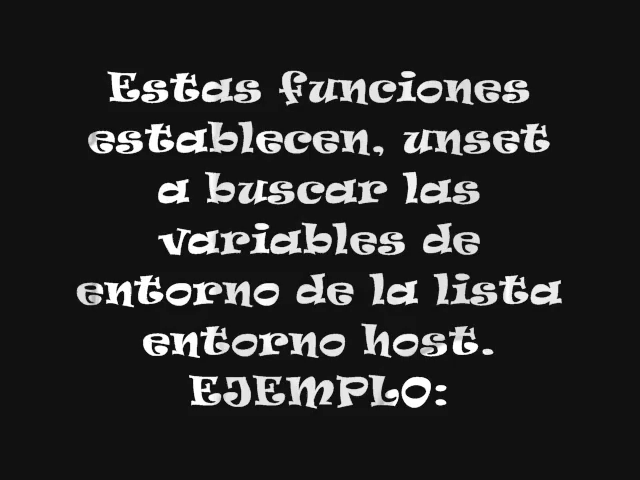 Estas funciones
establecen, unset
a buscar las
variables de
entorno de la lista
entorno host.
EJEMPLO: